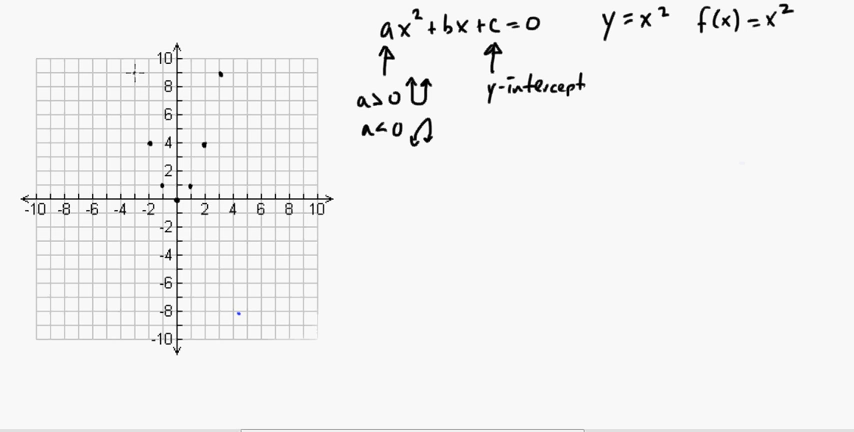 ax² + bx + c = 0
y = x² f(x) = x²
a>0
y-intercept
a<0
10
8
6
4
2
-10 -8 -6 -4 -2 2 4 6 8 10
-2
-4
-6
-8
-10